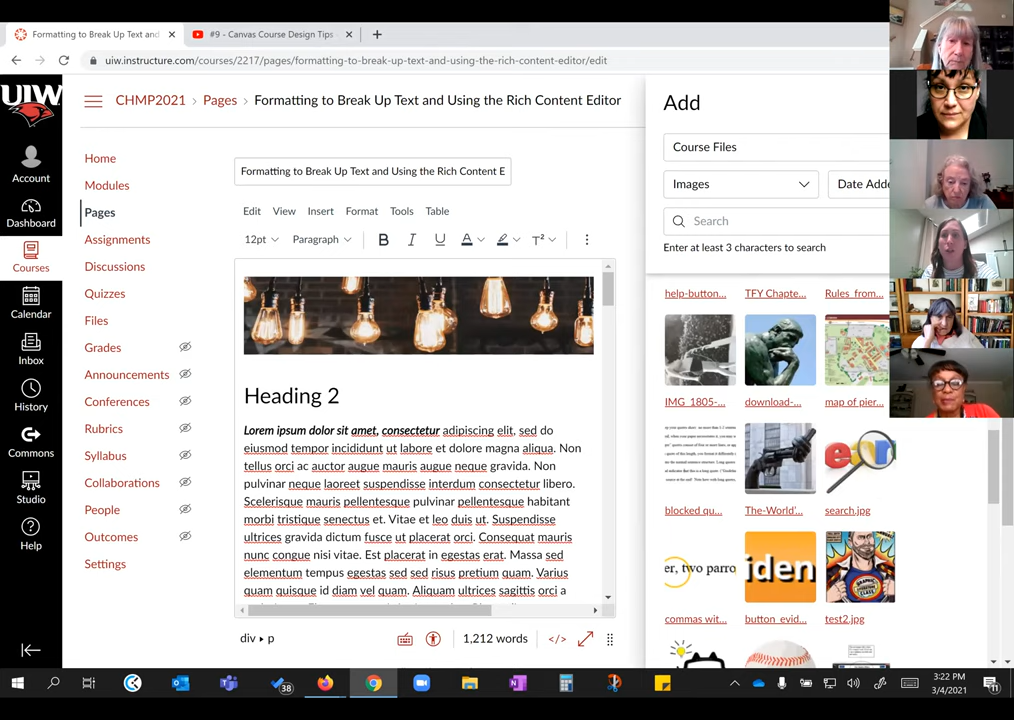 Formatting to Break Up Text and
#9 - Canvas Course Design Tips
uiw.instructure.com/courses/2217/pages/formatting-to-break-up-text-and-using-the-rich-content-editor/edit
UIW
Account
Dashboard
Courses
Calendar
Inbox
History
Commons
Studio
Help
CHMP2021 › Pages › Formatting to Break Up Text and Using the Rich Content Editor
Home
Modules
Pages
Assignments
Discussions
Quizzes
Files
Grades
Announcements
Conferences
Rubrics
Syllabus
Collaborations
People
Outcomes
Settings
Formatting to Break Up Text and Using the Rich Content E
Edit View Insert Format Tools Table
12pt Paragraph B I U A T²
Heading 2
Lorem ipsum dolor sit amet, consectetur adipiscing elit, sed do
eiusmod tempor incididunt ut labore et dolore magna aliqua. Non
tellus orci ac auctor augue mauris augue neque gravida. Non
pulvinar neque laoreet suspendisse interdum consectetur libero.
Scelerisque mauris pellentesque pulvinar pellentesque habitant
morbi tristique senectus et. Vitae et leo duis ut. Suspendisse
ultrices gravida dictum fusce ut placerat orci. Consequat mauris
nunc congue nisi vitae. Est placerat in egestas erat. Massa sed
elementum tempus egestas sed sed risus pretium quam. Varius
quam quisque id diam vel quam. Aliquam ultrices sagittis orci a
div ▸ p
1,212 words
</>
Add
Course Files
Images
Date Adde
Search
Enter at least 3 characters to search
help-button... TFY Chapte... Rules_from...
IMG_1805-... download-... map of pier...
blocked qu... The-World'... search.jpg
er, two parro
iden
commas wit... button_evid... test2.jpg
38
3:22 PM
3/4/2021
11